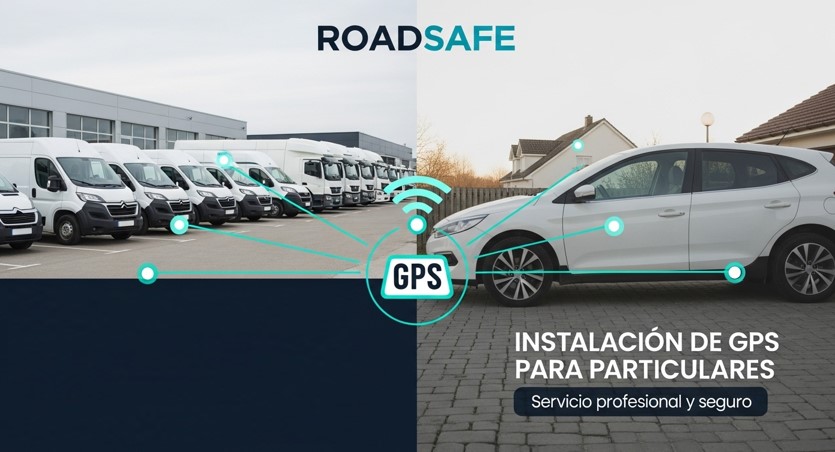 ROADSAFE
GPS
INSTALACIÓN DE GPS
PARA PARTICULARES
Servicio profesional y seguro